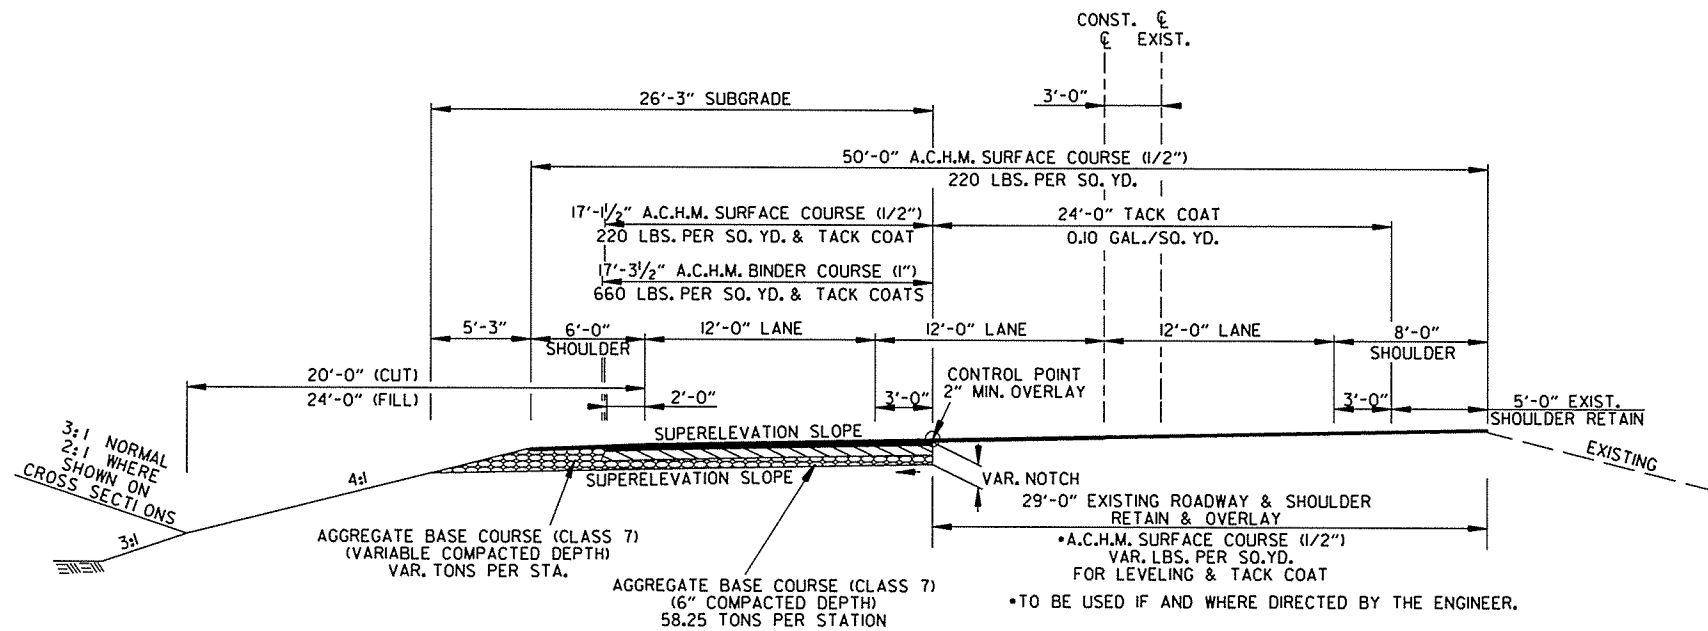 CONST. ℄
℄ EXIST.
3'-0"
26'-3" SUBGRADE
50'-0" A.C.H.M. SURFACE COURSE (1/2")
220 LBS. PER SQ. YD.
17'-1 1/2" A.C.H.M. SURFACE COURSE (1/2")
220 LBS. PER SQ. YD. & TACK COAT
24'-0" TACK COAT
0.10 GAL./SQ. YD.
17'-3 1/2" A.C.H.M. BINDER COURSE (1")
660 LBS. PER SQ. YD. & TACK COATS
5'-3"
6'-0"
SHOULDER
12'-0" LANE
12'-0" LANE
12'-0" LANE
8'-0"
SHOULDER
20'-0" (CUT)
24'-0" (FILL)
2'-0"
3'-0"
CONTROL POINT
2" MIN. OVERLAY
3'-0"
5'-0" EXIST.
SHOULDER RETAIN
3:1 NORMAL
2:1 WHERE
SHOWN ON
CROSS SECTIONS
3:1
4:1
SUPERELEVATION SLOPE
SUPERELEVATION SLOPE
VAR. NOTCH
EXISTING
29'-0" EXISTING ROADWAY & SHOULDER
RETAIN & OVERLAY
•A.C.H.M. SURFACE COURSE (1/2")
VAR. LBS. PER SQ.YD.
FOR LEVELING & TACK COAT
AGGREGATE BASE COURSE (CLASS 7)
(VARIABLE COMPACTED DEPTH)
VAR. TONS PER STA.
AGGREGATE BASE COURSE (CLASS 7)
(6" COMPACTED DEPTH)
58.25 TONS PER STATION
•TO BE USED IF AND WHERE DIRECTED BY THE ENGINEER.